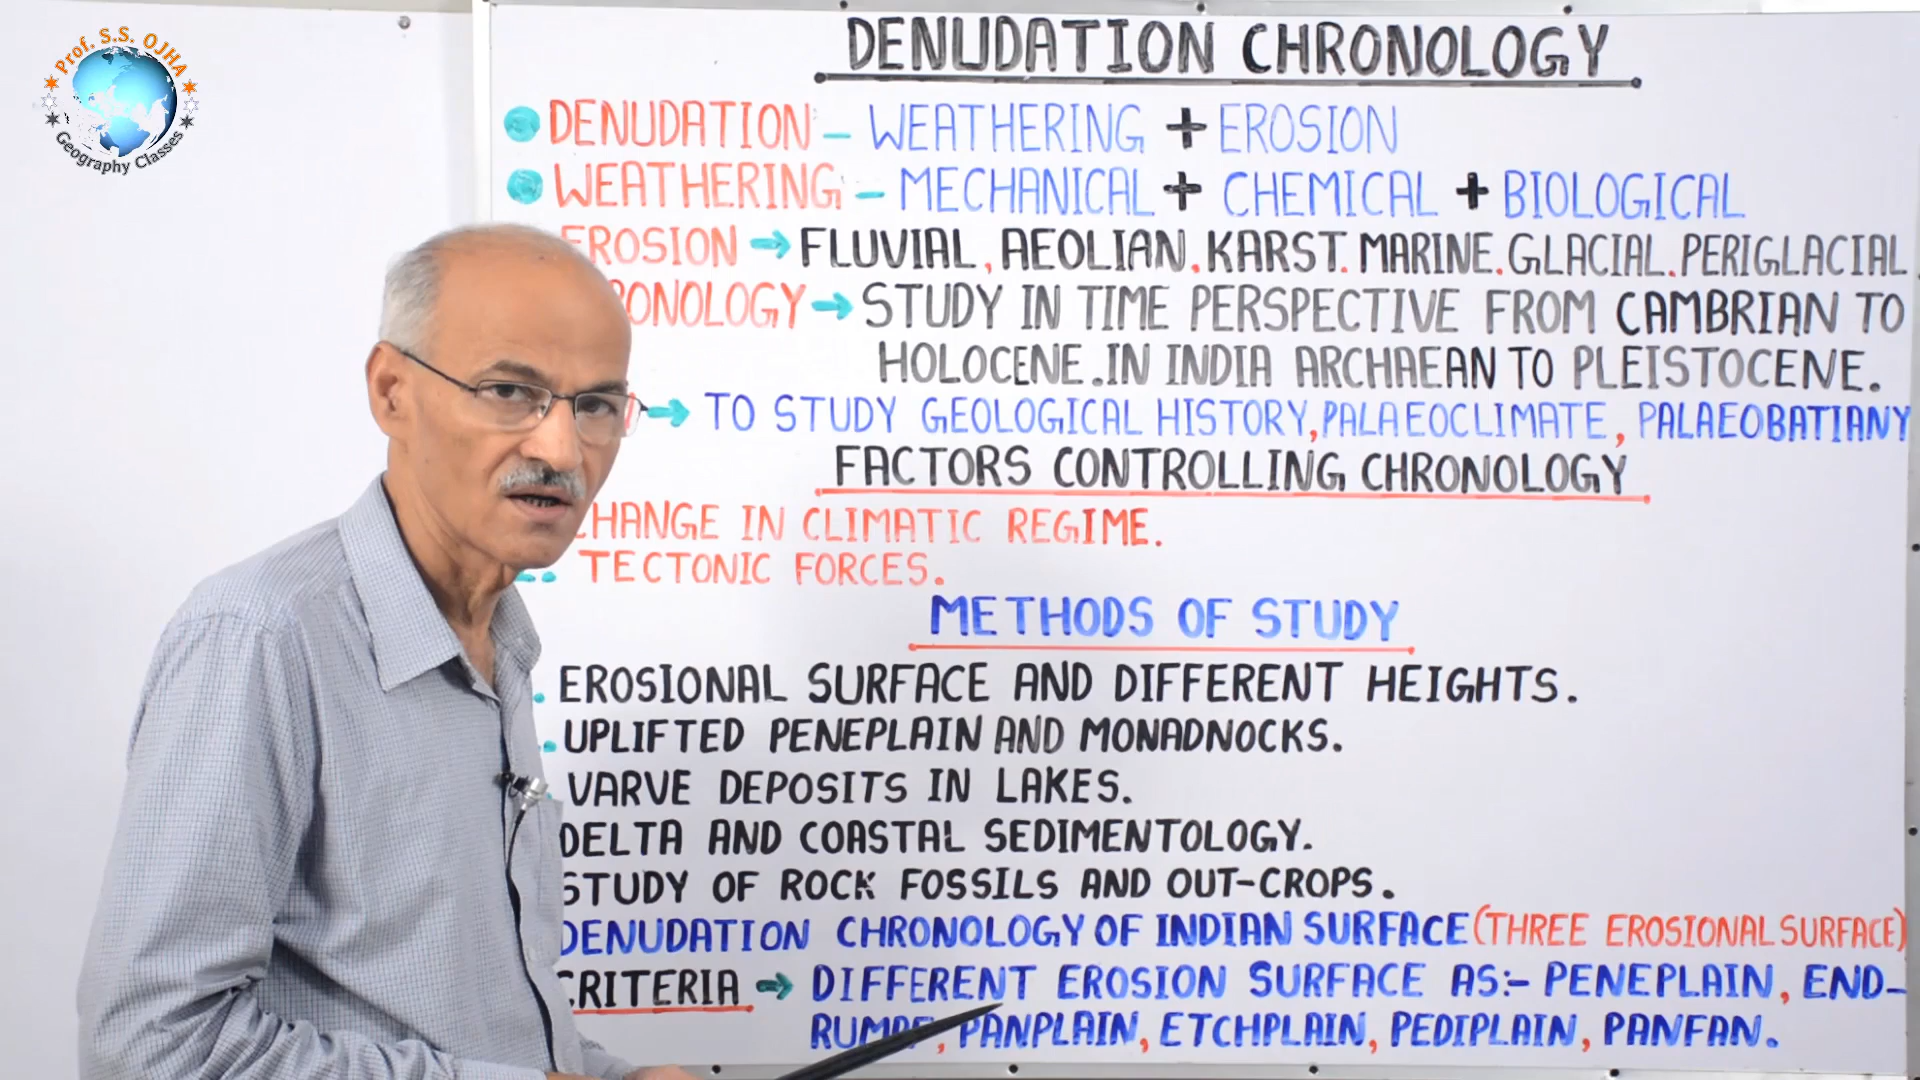 Prof. S.S. OJHA
Geography Classes
DENUDATION CHRONOLOGY
DENUDATION - WEATHERING + EROSION
WEATHERING - MECHANICAL + CHEMICAL + BIOLOGICAL
EROSION → FLUVIAL, AEOLIAN. KARST. MARINE. GLACIAL. PERIGLACIAL
ONOLOGY → STUDY IN TIME PERSPECTIVE FROM CAMBRIAN TO
HOLOCENE. IN INDIA ARCHAEAN TO PLEISTOCENE.
→ TO STUDY GEOLOGICAL HISTORY, PALAEOCLIMATE, PALAEOBATIANY
FACTORS CONTROLLING CHRONOLOGY
CHANGE IN CLIMATIC REGIME.
TECTONIC FORCES.
METHODS OF STUDY
EROSIONAL SURFACE AND DIFFERENT HEIGHTS.
UPLIFTED PENEPLAIN AND MONADNOCKS.
VARVE DEPOSITS IN LAKES.
DELTA AND COASTAL SEDIMENTOLOGY.
STUDY OF ROCK FOSSILS AND OUT-CROPS.
DENUDATION CHRONOLOGY OF INDIAN SURFACE (THREE EROSIONAL SURFACE)
CRITERIA → DIFFERENT EROSION SURFACE AS:- PENEPLAIN, END-
RUMPF, PANPLAIN, ETCHPLAIN, PEDIPLAIN, PANFAN.